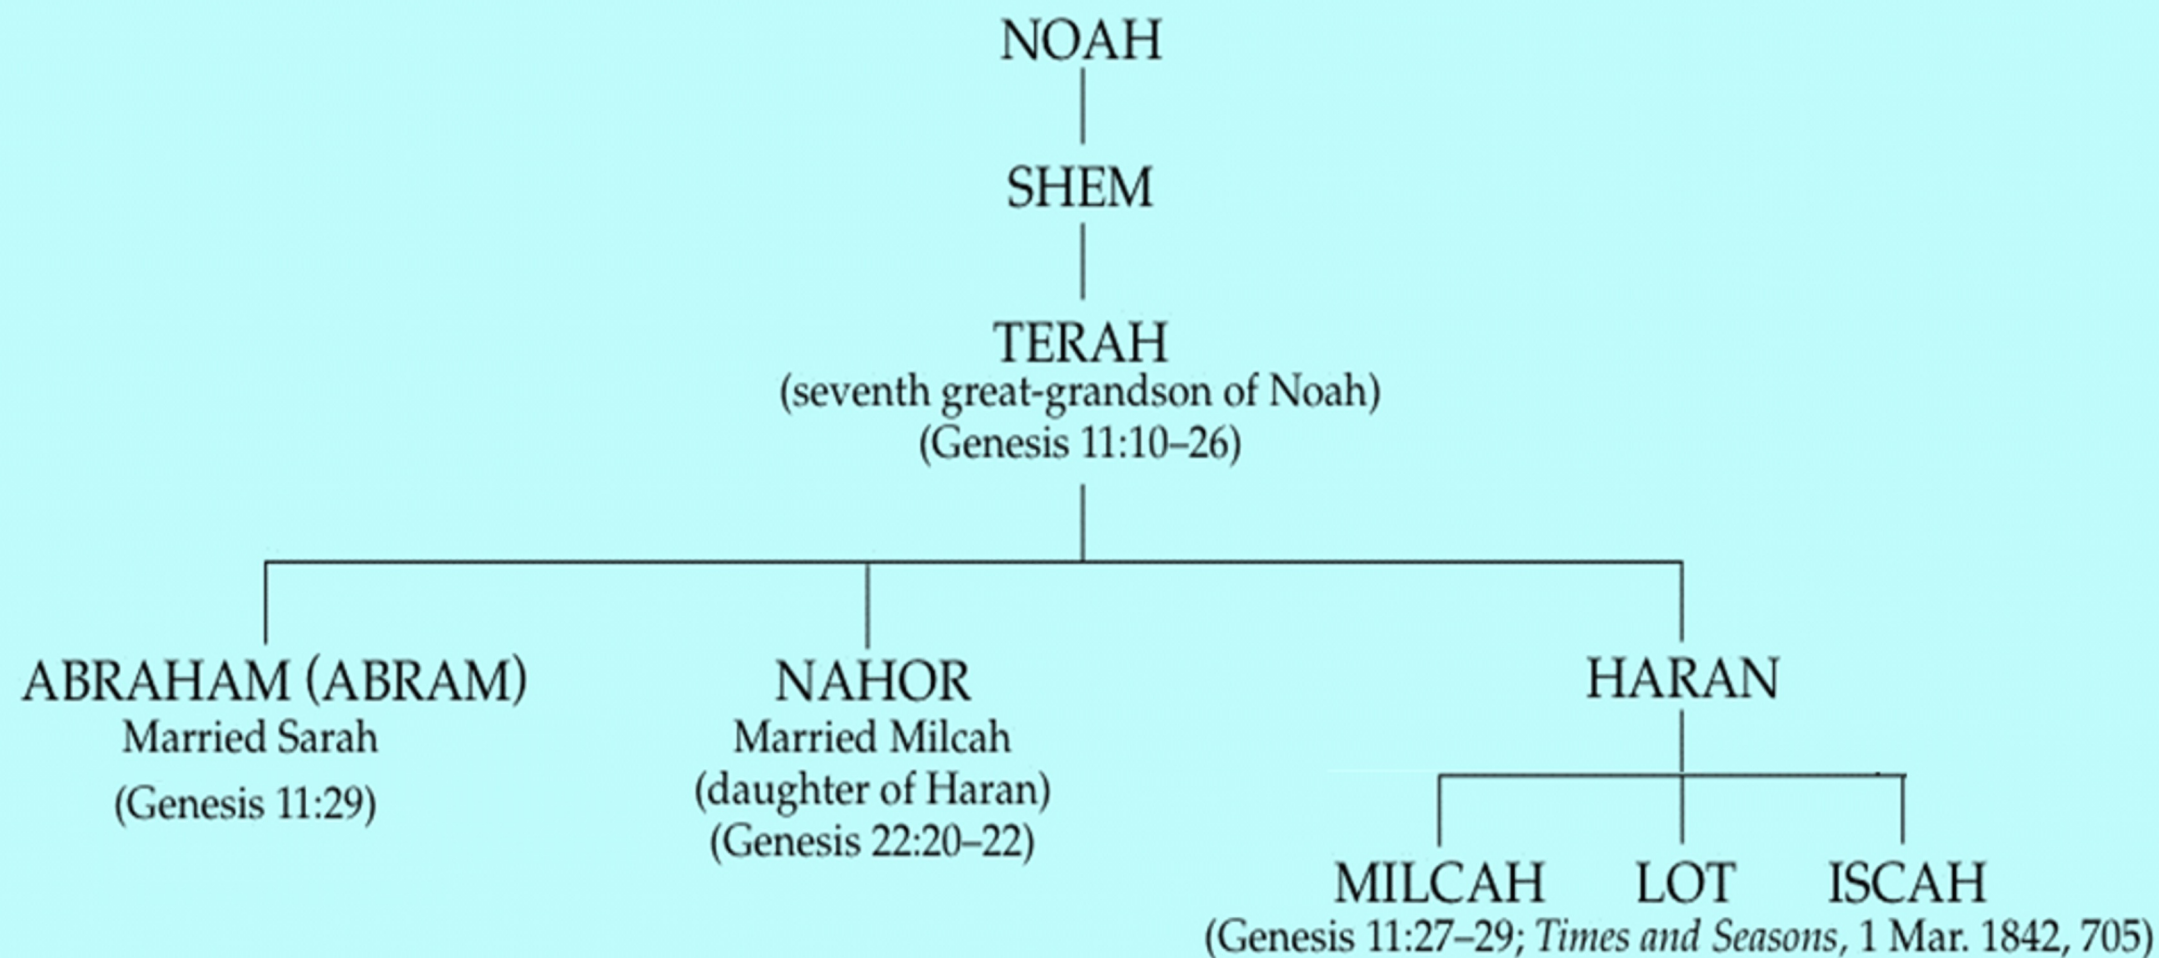 NOAH
SHEM
TERAH
(seventh great-grandson of Noah)
(Genesis 11:10–26)
ABRAHAM (ABRAM)
Married Sarah
(Genesis 11:29)
NAHOR
Married Milcah
(daughter of Haran)
(Genesis 22:20–22)
HARAN
MILCAH LOT ISCAH
(Genesis 11:27–29; Times and Seasons, 1 Mar. 1842, 705)